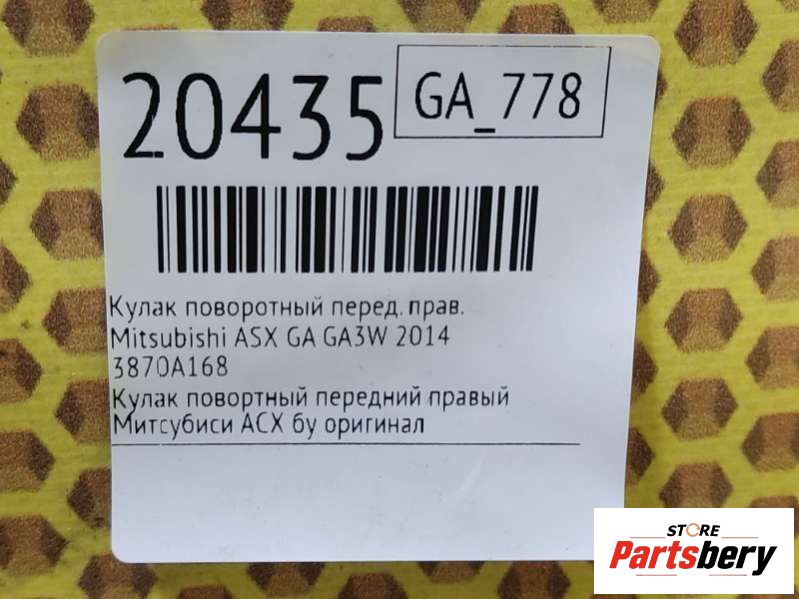 20435
GA_778
Кулак поворотный перед. прав.
Mitsubishi ASX GA GA3W 2014
3870A168
Кулак повортный передний правый
Митсубиси АСХ бу оригинал
STORE
Partsbery